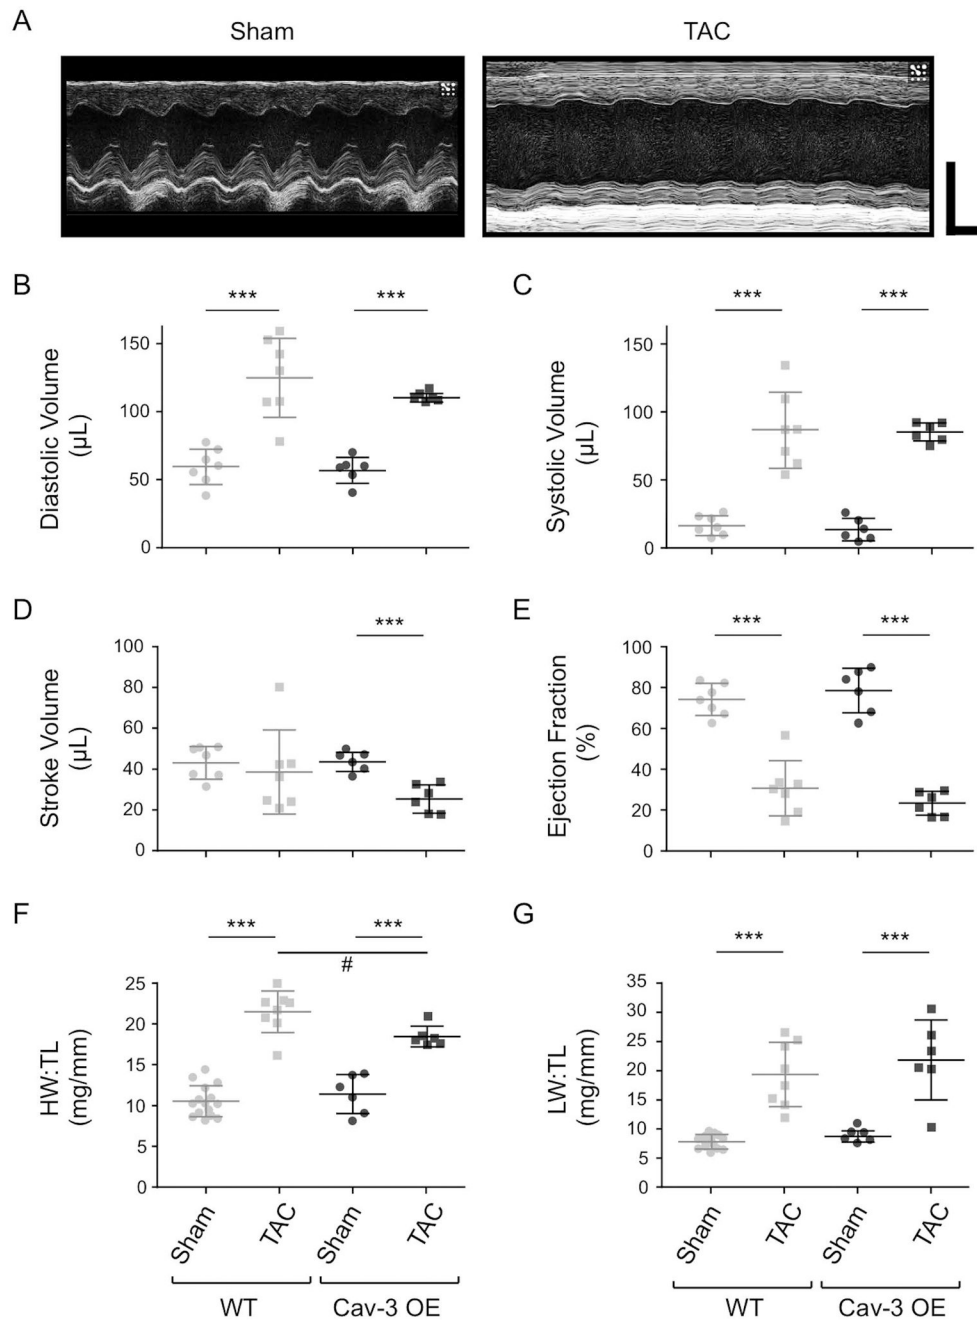 A
Sham
TAC
B
***
***
Diastolic Volume
(µL)
150
100
50
0
C
***
***
Systolic Volume
(µL)
150
100
50
0
D
***
Stroke Volume
(µL)
100
80
60
40
20
0
E
***
***
Ejection Fraction
(%)
100
80
60
40
20
0
F
***
***
#
HW:TL
(mg/mm)
25
20
15
10
5
0
Sham
TAC
Sham
TAC
WT
Cav-3 OE
G
***
***
LW:TL
(mg/mm)
35
30
25
20
15
10
5
0
Sham
TAC
Sham
TAC
WT
Cav-3 OE